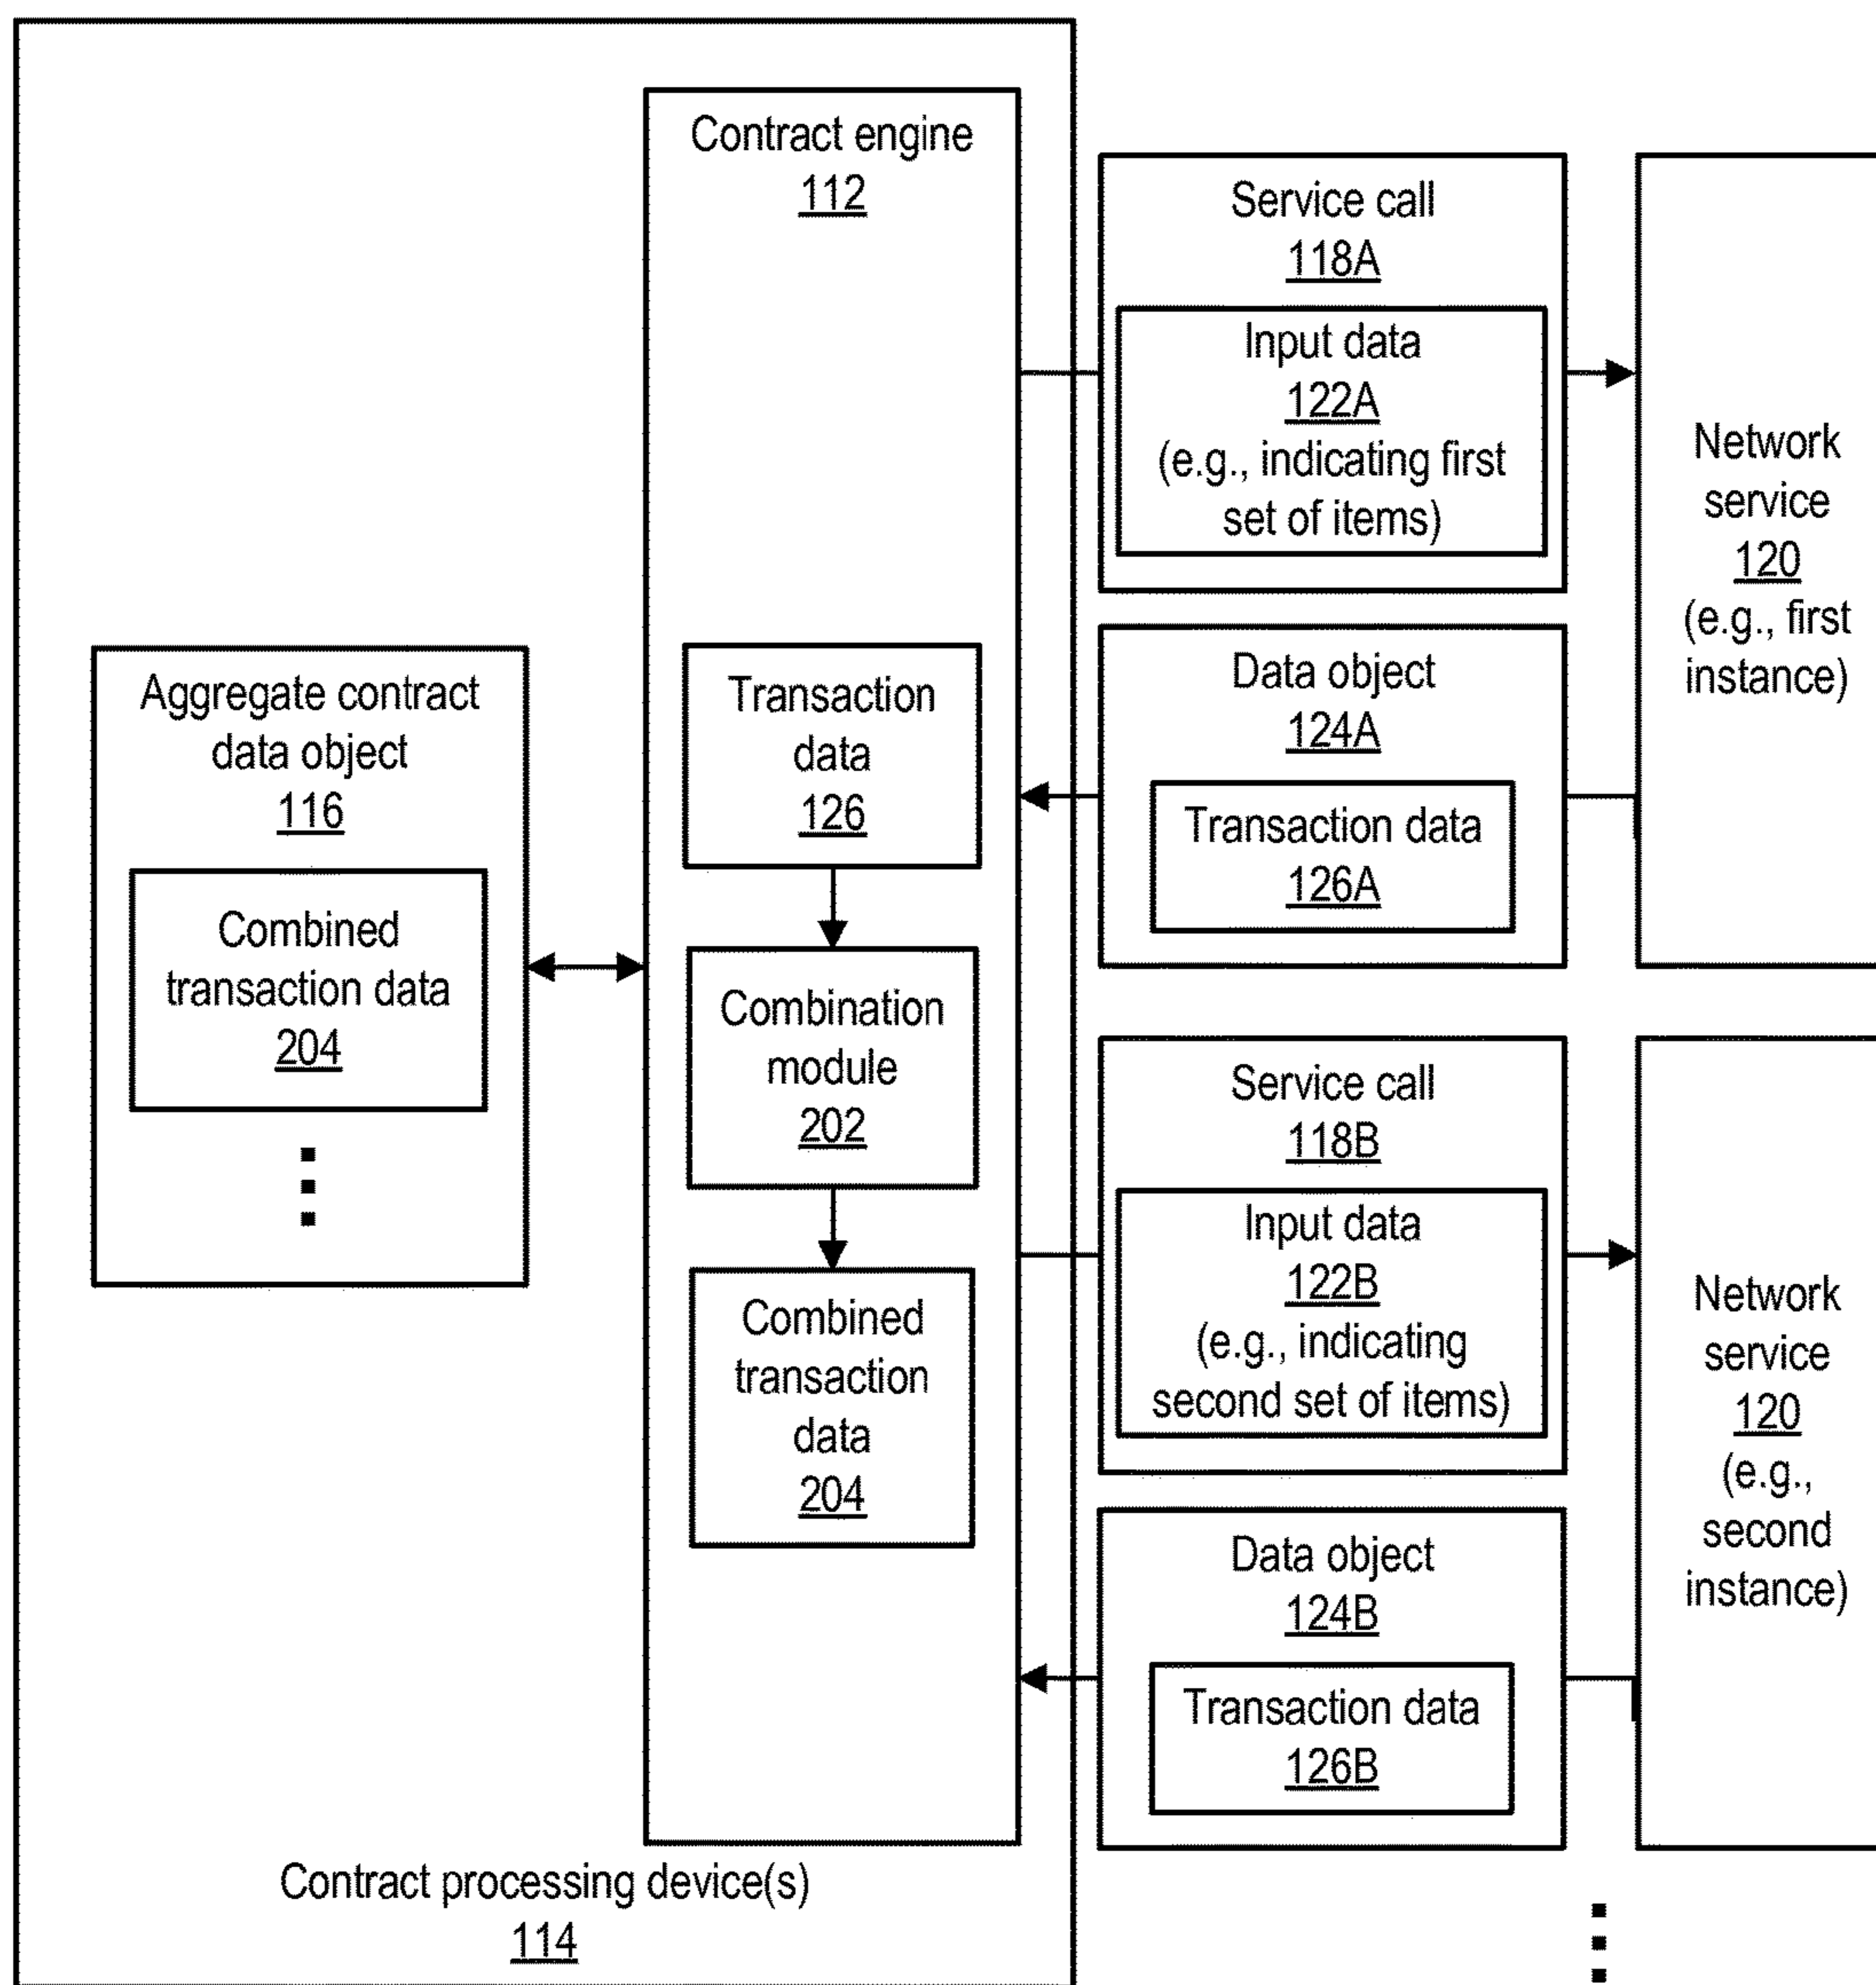 Contract engine
112
Service call
118A
Input data
122A
(e.g., indicating first
set of items)
Network
service
120
(e.g., first
instance)
Data object
124A
Transaction data
126A
Aggregate contract
data object
116
Combined
transaction data
204
Transaction
data
126
Combination
module
202
Combined
transaction
data
204
Service call
118B
Input data
122B
(e.g., indicating
second set of items)
Network
service
120
(e.g.,
second
instance)
Data object
124B
Transaction data
126B
Contract processing device(s)
114